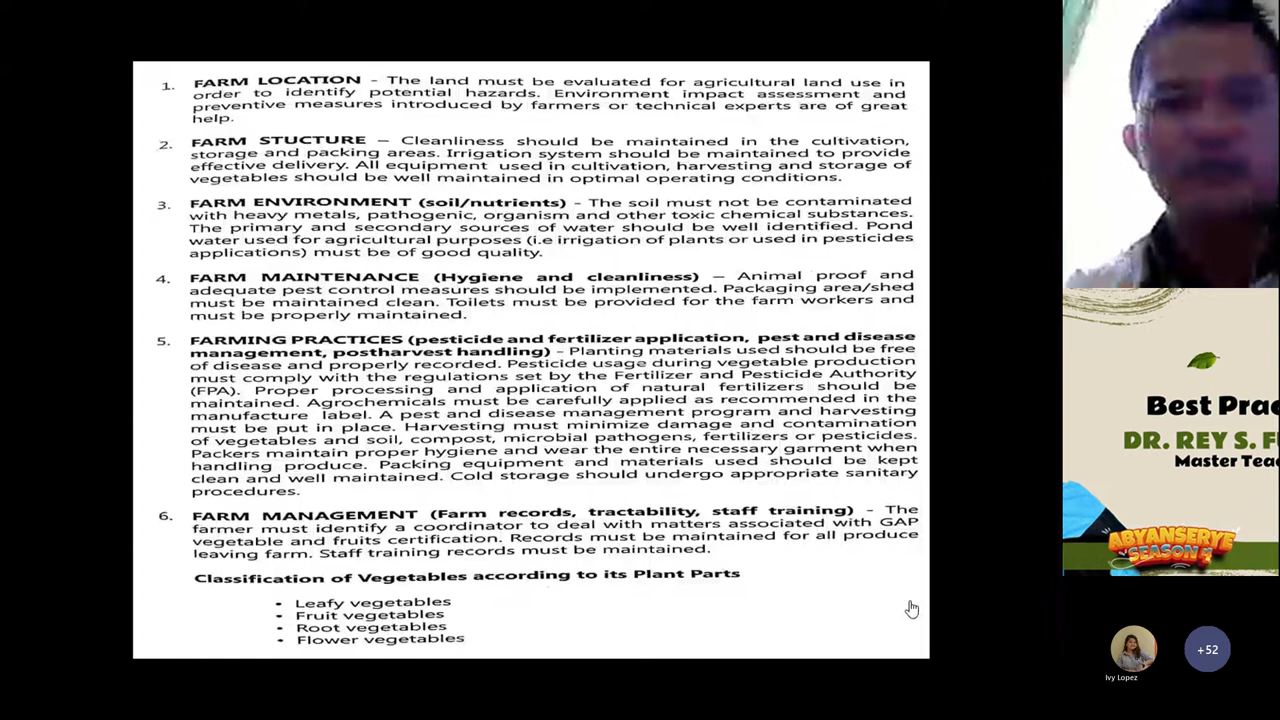 1. FARM LOCATION - The land must be evaluated for agricultural land use in
order to identify potential hazards. Environment impact assessment and
preventive measures introduced by farmers or technical experts are of great
help.
2. FARM STUCTURE – Cleanliness should be maintained in the cultivation,
storage and packing areas. Irrigation system should be maintained to provide
effective delivery. All equipment used in cultivation, harvesting and storage of
vegetables should be well maintained in optimal operating conditions.
3. FARM ENVIRONMENT (soil/nutrients) - The soil must not be contaminated
with heavy metals, pathogenic, organism and other toxic chemical substances.
The primary and secondary sources of water should be well identified. Pond
water used for agricultural purposes (i.e irrigation of plants or used in pesticides
applications) must be of good quality.
4. FARM MAINTENANCE (Hygiene and cleanliness) – Animal proof and
adequate pest control measures should be implemented. Packaging area/shed
must be maintained clean. Toilets must be provided for the farm workers and
must be properly maintained.
5. FARMING PRACTICES (pesticide and fertilizer application, pest and disease
management, postharvest handling) - Planting materials used should be free
of disease and properly recorded. Pesticide usage during vegetable production
must comply with the regulations set by the Fertilizer and Pesticide Authority
(FPA). Proper processing and application of natural fertilizers should be
maintained. Agrochemicals must be carefully applied as recommended in the
manufacture label. A pest and disease management program and harvesting
must be put in place. Harvesting must minimize damage and contamination
of vegetables and soil, compost, microbial pathogens, fertilizers or pesticides.
Packers maintain proper hygiene and wear the entire necessary garment when
handling produce. Packing equipment and materials used should be kept
clean and well maintained. Cold storage should undergo appropriate sanitary
procedures.
6. FARM MANAGEMENT (Farm records, tractability, staff training) - The
farmer must identify a coordinator to deal with matters associated with GAP
vegetable and fruits certification. Records must be maintained for all produce
leaving farm. Staff training records must be maintained.
Classification of Vegetables according to its Plant Parts
• Leafy vegetables
• Fruit vegetables
• Root vegetables
• Flower vegetables
Best Prac
DR. REY S. F
Master Tea
ABYANSERYE
SEASON 4
Ivy Lopez
+52